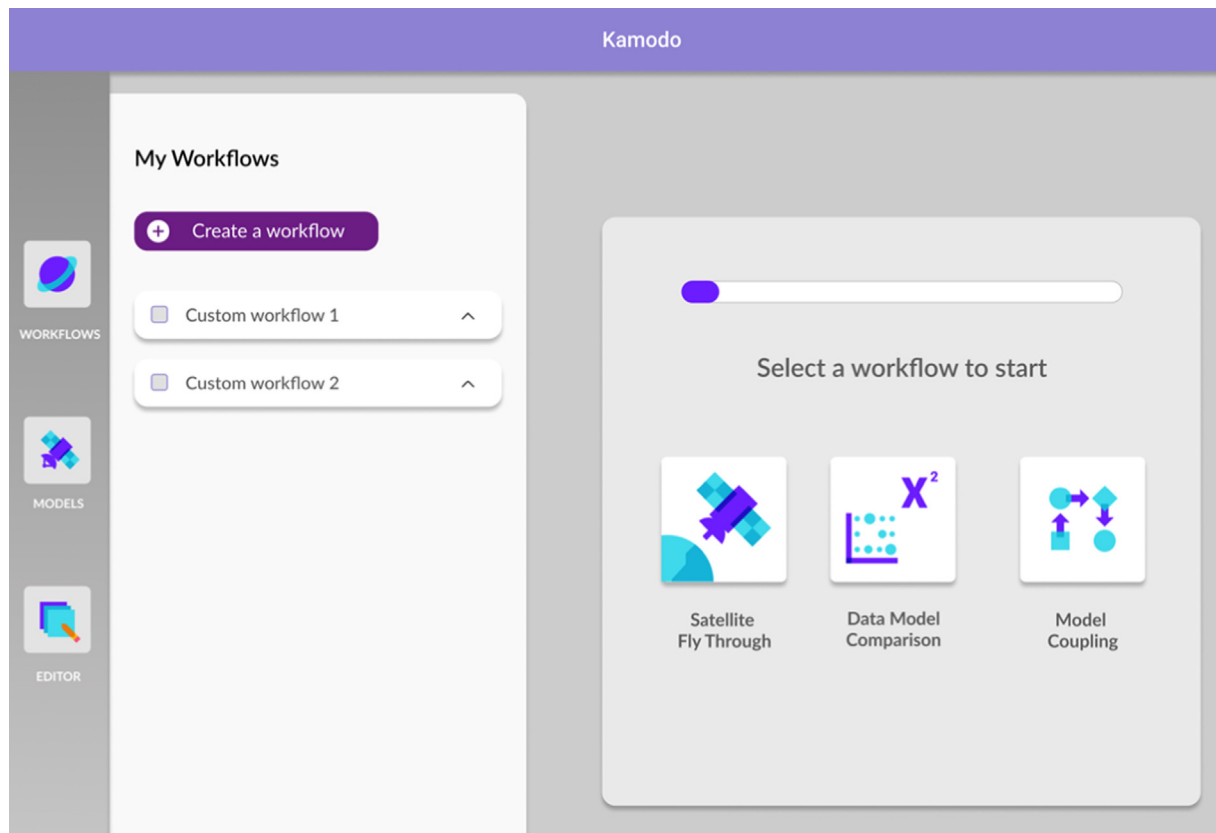 Kamodo
WORKFLOWS
MODELS
EDITOR
My Workflows
Create a workflow
Custom workflow 1
Custom workflow 2
Select a workflow to start
X²
Satellite
Fly Through
Data Model
Comparison
Model
Coupling